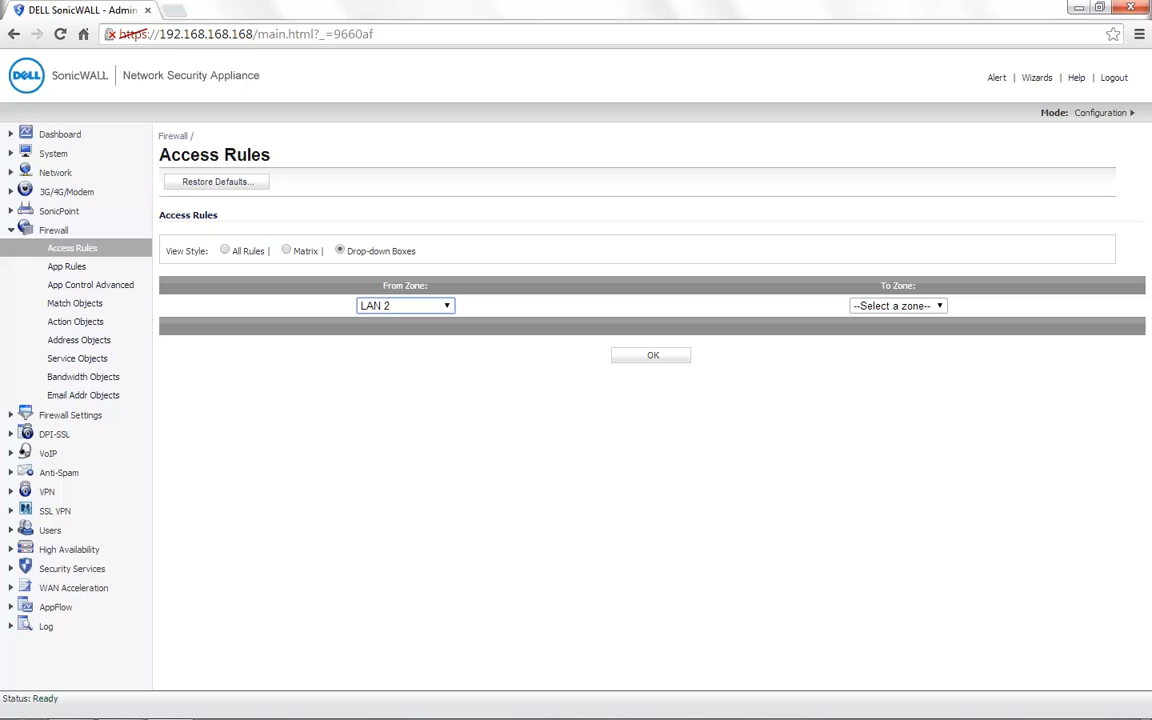 DELL SonicWALL - Admin
https://192.168.168.168/main.html?_=9660af
DELL SonicWALL | Network Security Appliance
Alert | Wizards | Help | Logout
Mode: Configuration
Dashboard
System
Network
3G/4G/Modem
SonicPoint
Firewall
Access Rules
App Rules
App Control Advanced
Match Objects
Action Objects
Address Objects
Service Objects
Bandwidth Objects
Email Addr Objects
Firewall Settings
DPI-SSL
VoIP
Anti-Spam
VPN
SSL VPN
Users
High Availability
Security Services
WAN Acceleration
AppFlow
Log
Firewall /
Access Rules
Restore Defaults...
Access Rules
View Style: All Rules | Matrix | Drop-down Boxes
From Zone: To Zone:
LAN 2 --Select a zone--
OK
Status: Ready